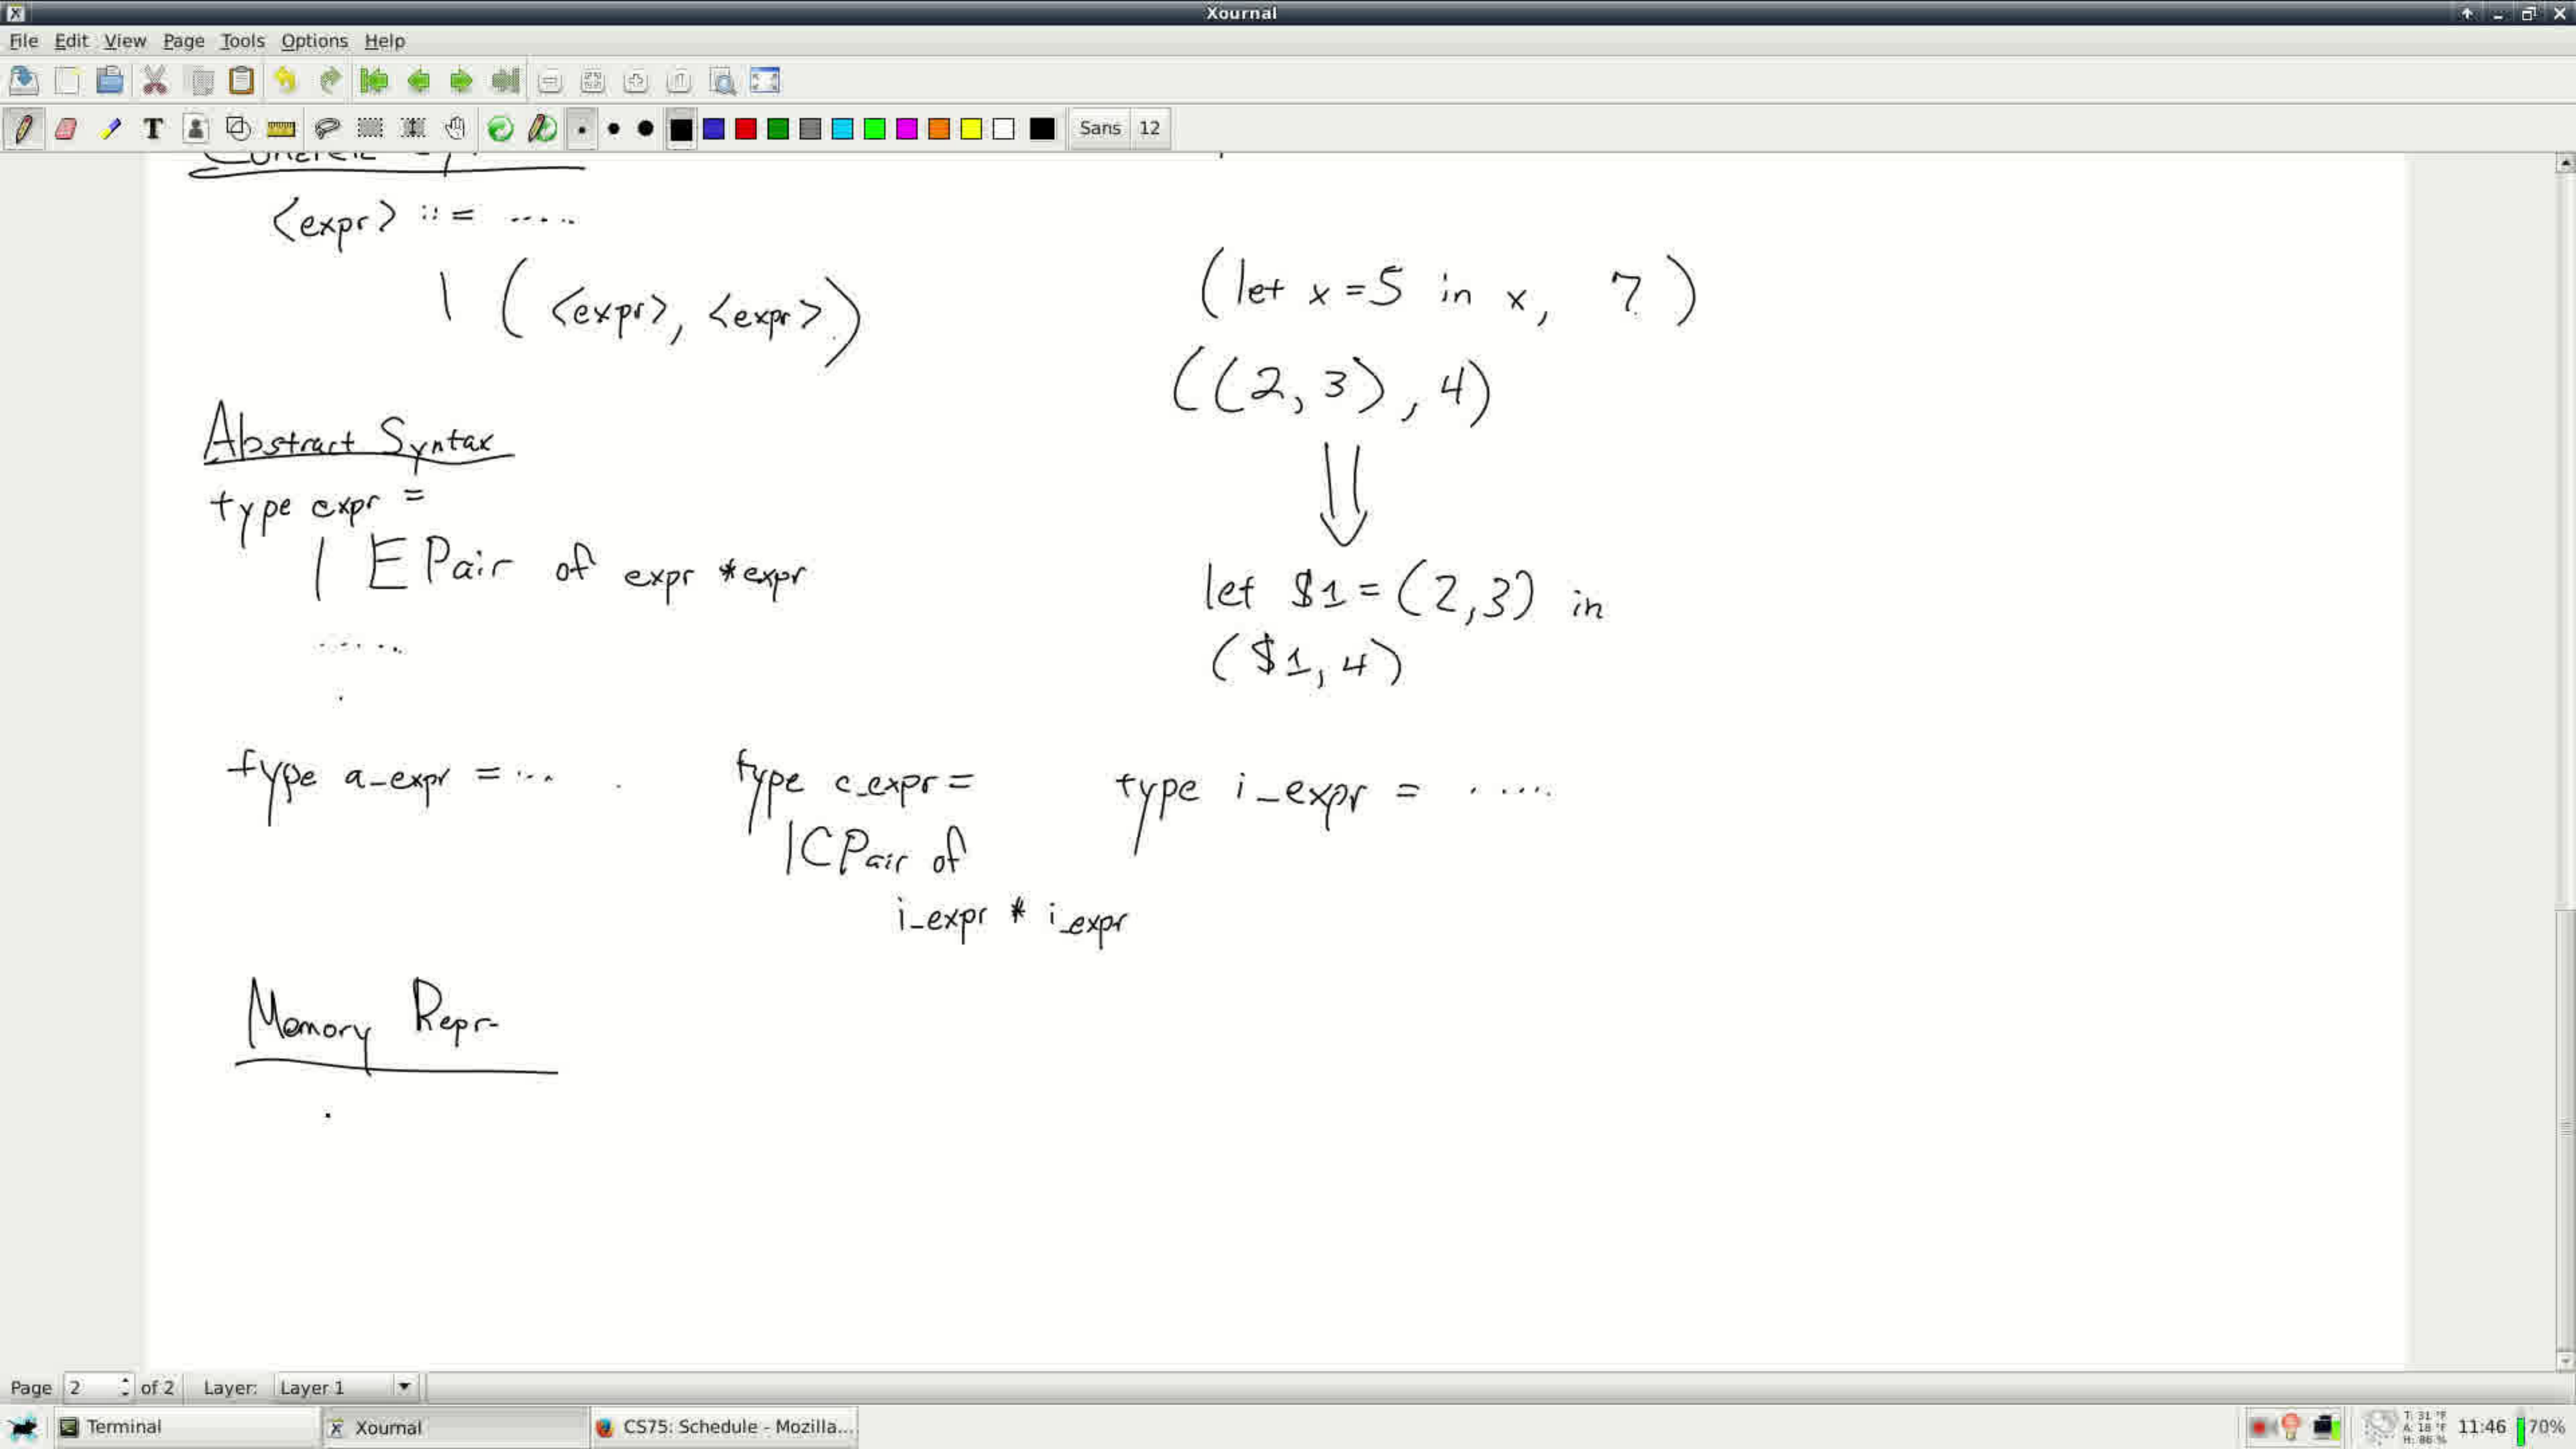 Xournal
File Edit View Page Tools Options Help
Sans 12
<expr> ::= .....
| ( <expr>, <expr> )
Abstract Syntax
type expr =
| EPair of expr * expr
.....
(let x = 5 in x, 7)
((2, 3), 4)
let $1 = (2,3) in
($1, 4)
type a_expr = ...
type c_expr =
| CPair of
i_expr * i_expr
type i_expr = .....
Memory Repr.
Page 2 of 2 Layer: Layer 1
Terminal Xournal CS75: Schedule - Mozilla... T: 31 °F 11:46 70%